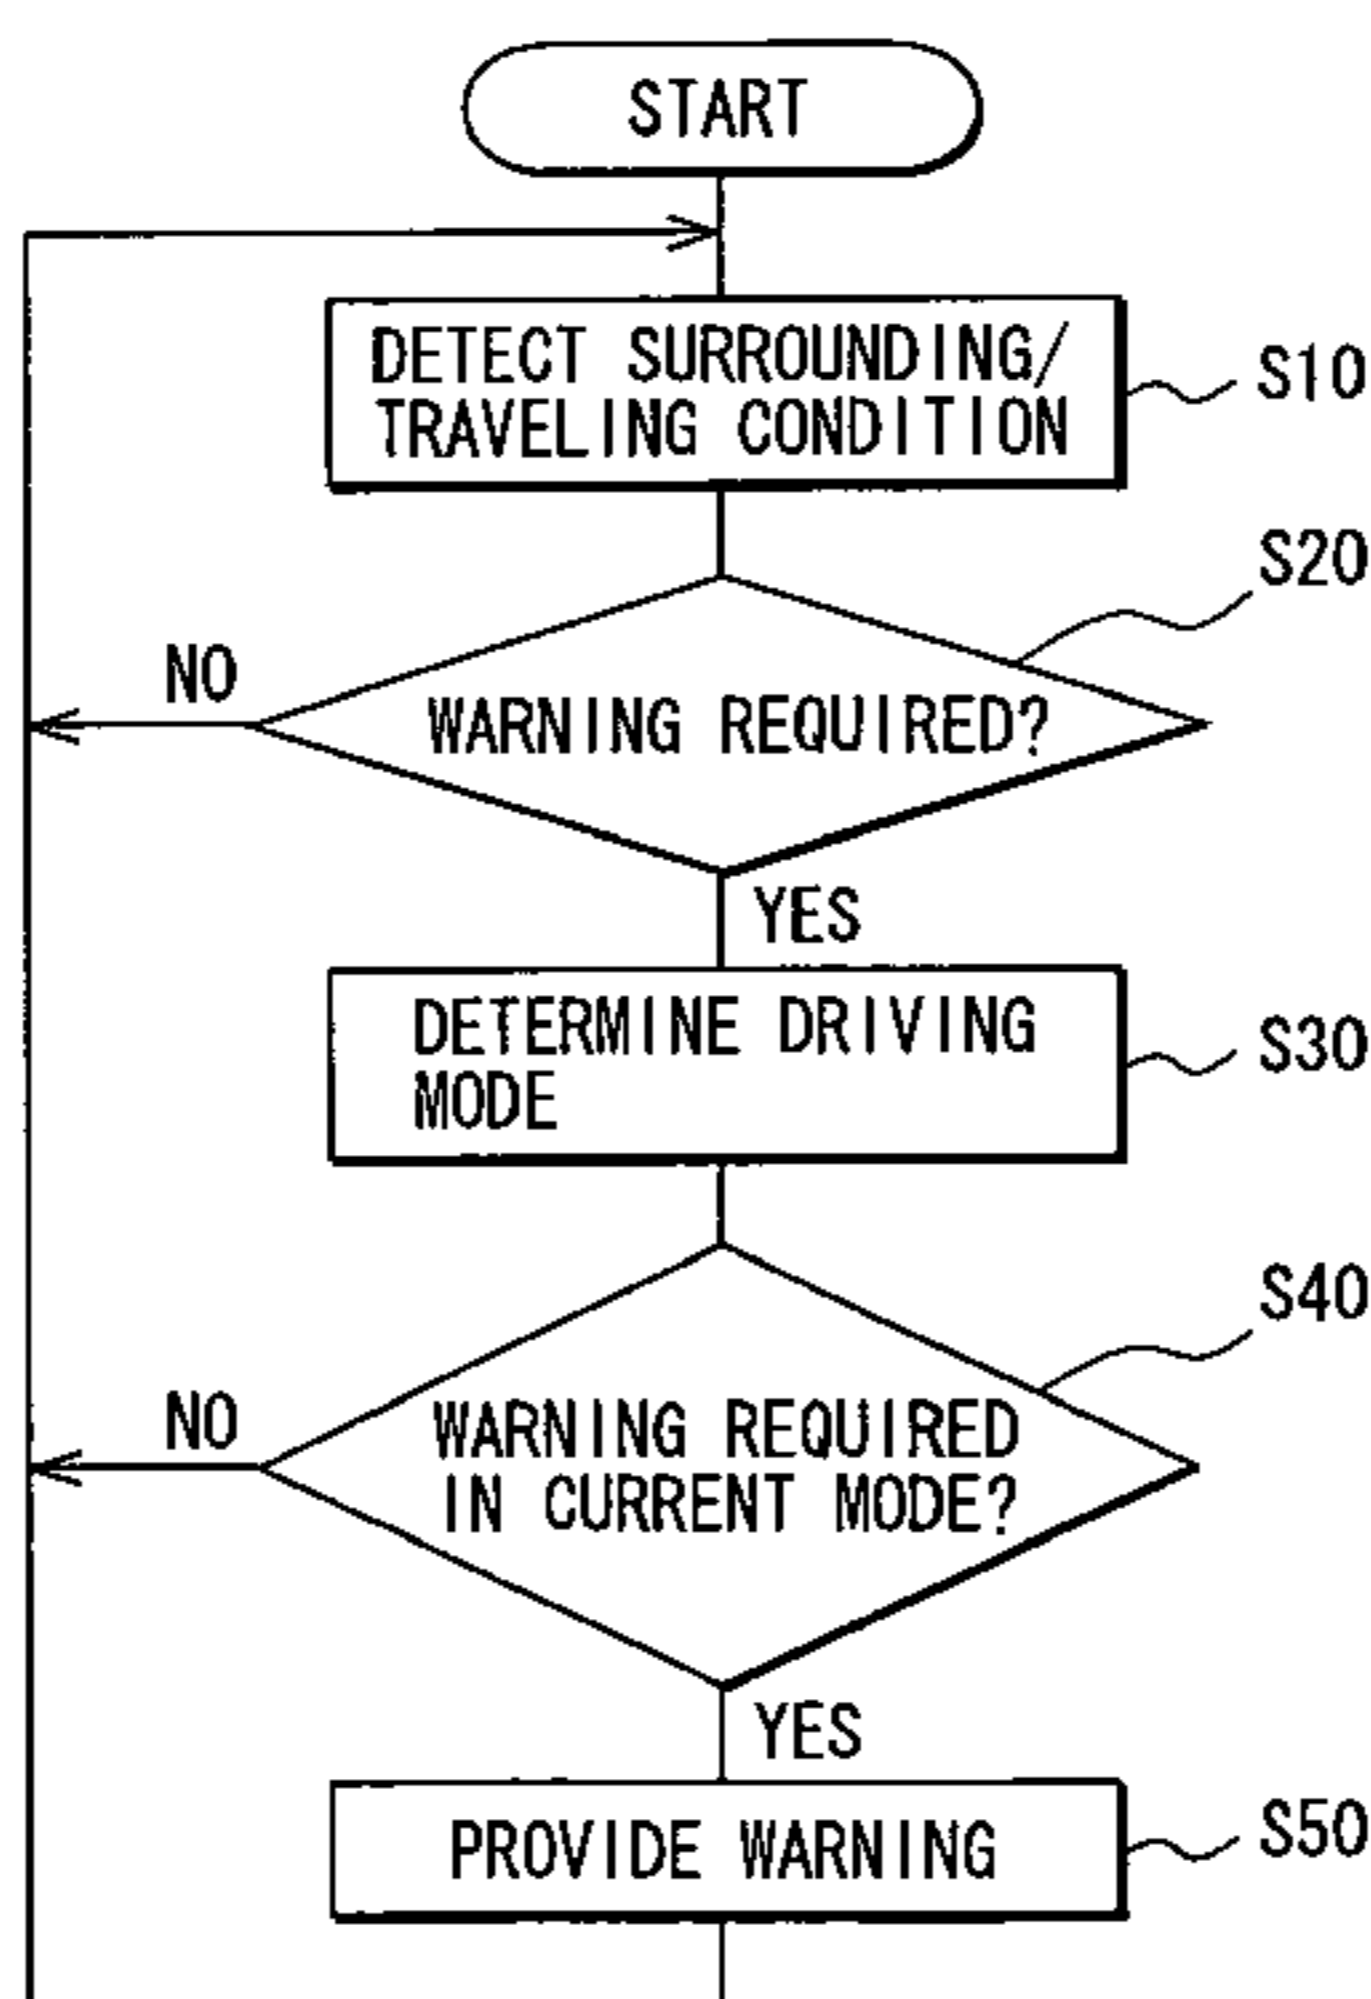 START
DETECT SURROUNDING/
TRAVELING CONDITION
S10
S20
NO
WARNING REQUIRED?
YES
DETERMINE DRIVING
MODE
S30
S40
NO
WARNING REQUIRED
IN CURRENT MODE?
YES
PROVIDE WARNING
S50